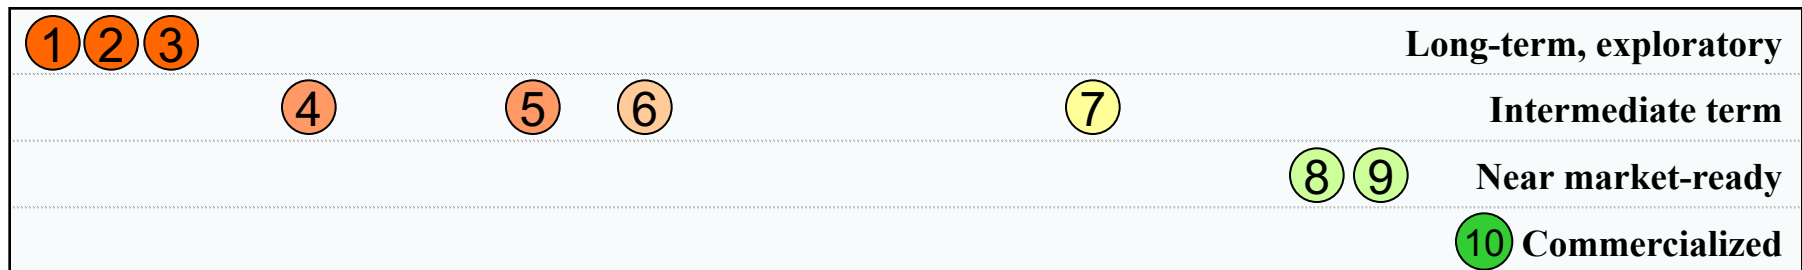 1 2 3 Long-term, exploratory
4 5 6 7 Intermediate term
8 9 Near market-ready
10 Commercialized